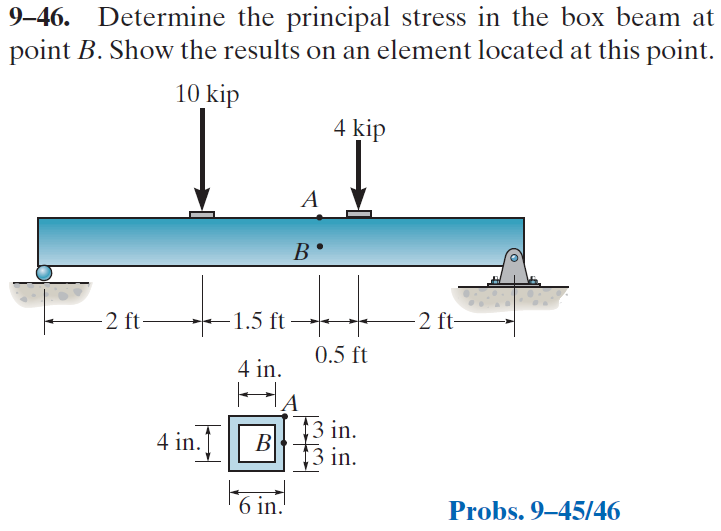 9–46. Determine the principal stress in the box beam at
point B. Show the results on an element located at this point.
10 kip
4 kip
A
B
2 ft
1.5 ft
2 ft
0.5 ft
4 in.
A
3 in.
4 in.
B
3 in.
6 in.
Probs. 9–45/46